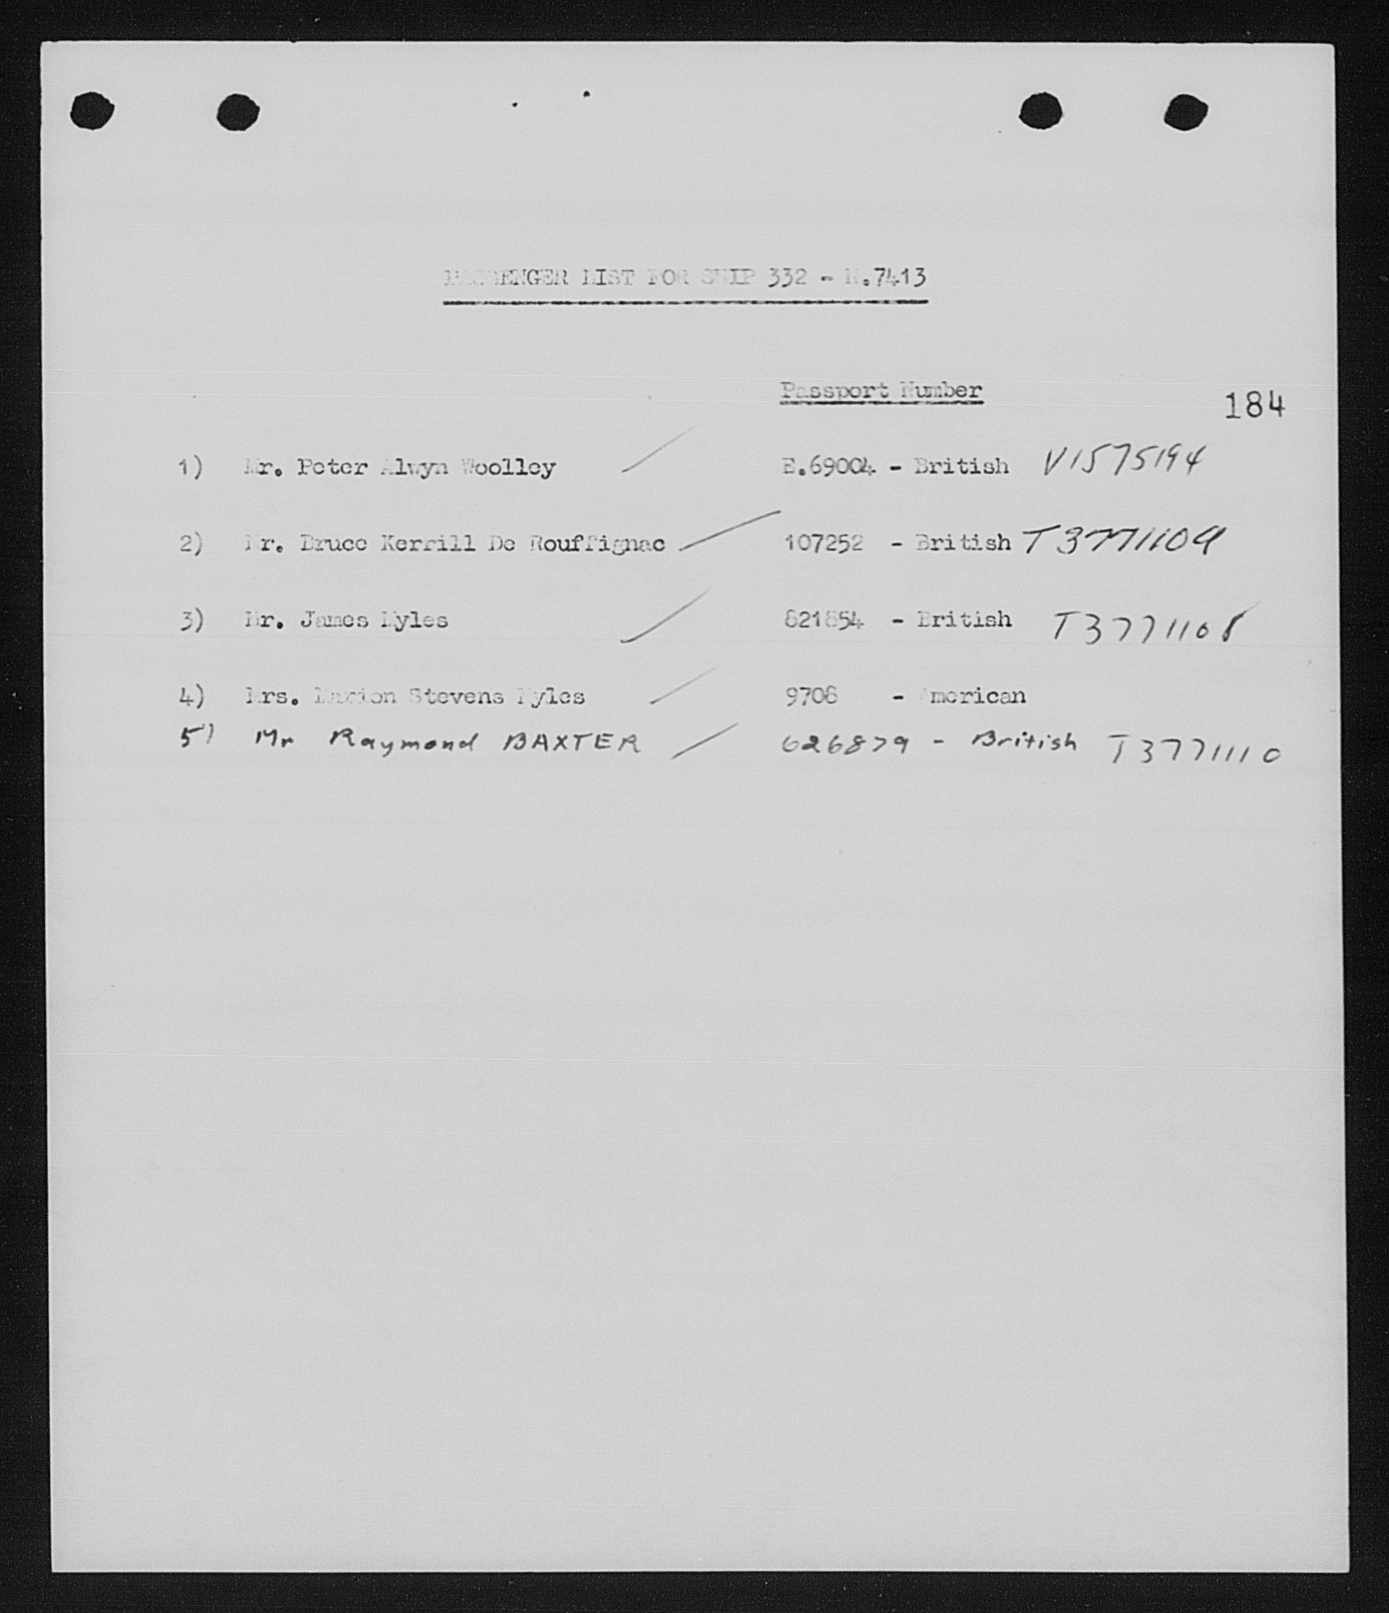 PASSENGER LIST FOR SHIP 332 - N.7413
Passport Number
184
1) Mr. Peter Alwyn Woolley E.69004 - British V1575194
2) Mr. Bruce Kerrill De Rouffignac 107252 - British T3771109
3) Mr. James Myles 821854 - British T3771108
4) Mrs. Marion Stevens Myles 9708 - American
5) Mr Raymond BAXTER 626879 - British T3771110